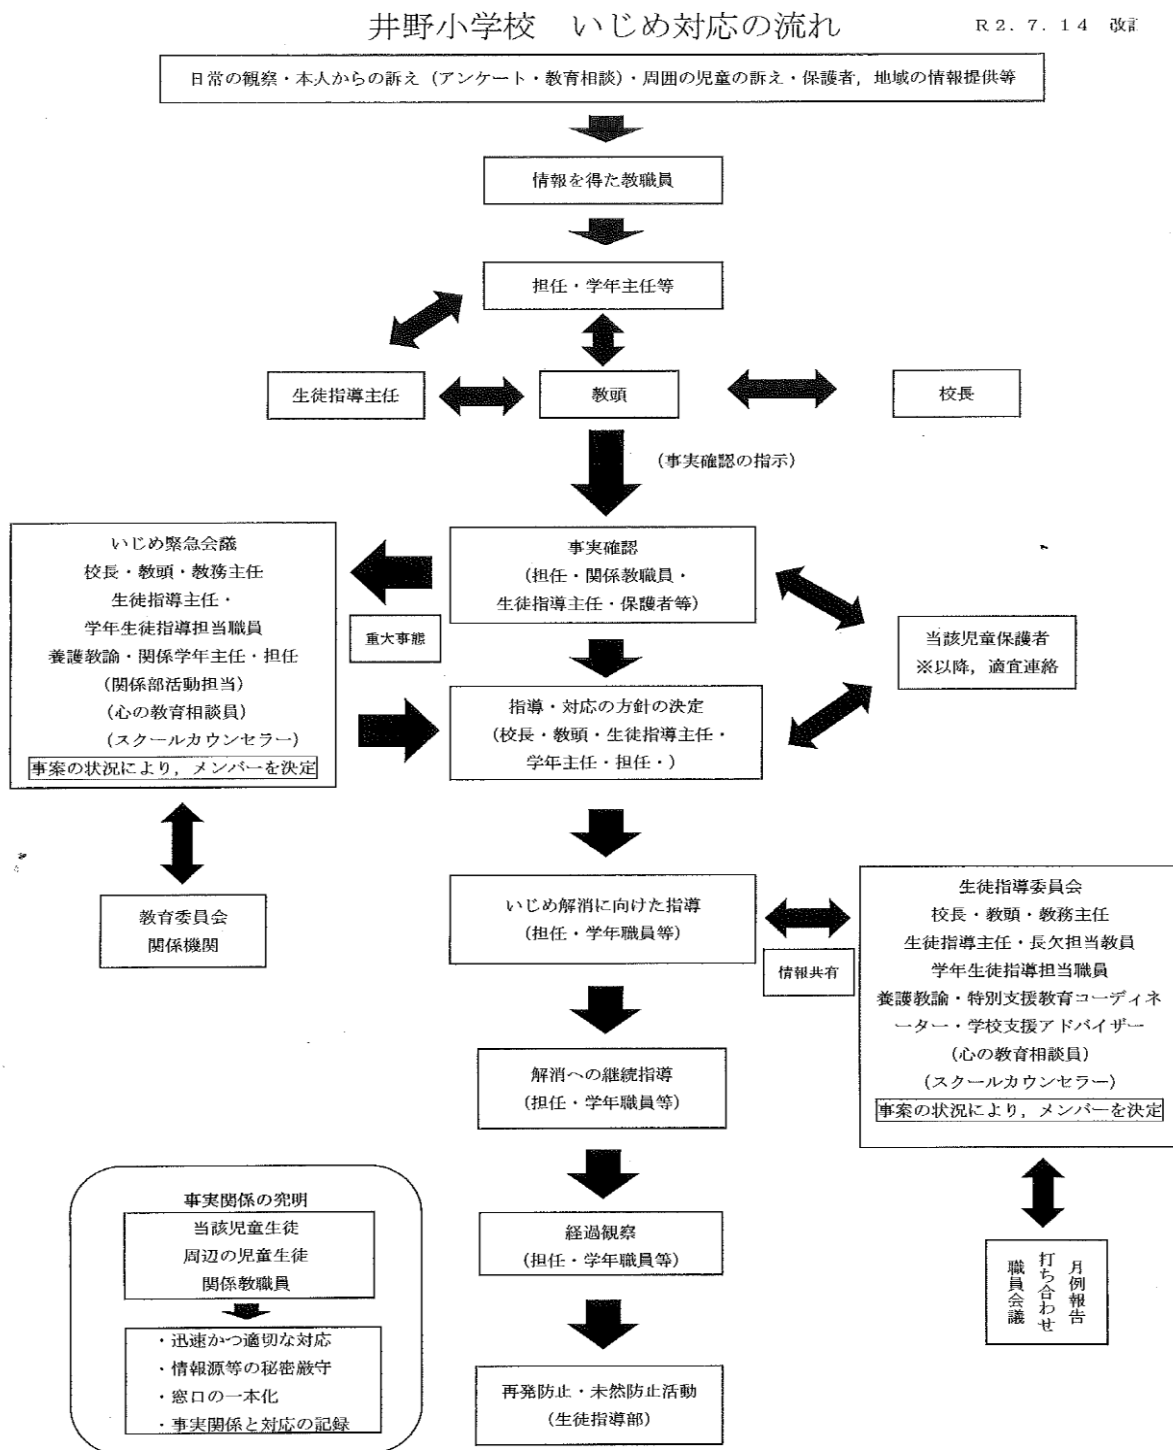 井野小学校　いじめ対応の流れ
R２．７．１４　改訂
日常の観察・本人からの訴え（アンケート・教育相談）・周囲の児童の訴え・保護者，地域の情報提供等
情報を得た教職員
担任・学年主任等
生徒指導主任
教頭
校長
（事実確認の指示）
いじめ緊急会議
校長・教頭・教務主任
生徒指導主任・
学年生徒指導担当職員
養護教諭・関係学年主任・担任
（関係部活動担当）
（心の教育相談員）
（スクールカウンセラー）
事案の状況により，メンバーを決定
重大事態
事実確認
（担任・関係教職員・
生徒指導主任・保護者等）
当該児童保護者
※以降，適宜連絡
指導・対応の方針の決定
（校長・教頭・生徒指導主任・
学年主任・担任・）
教育委員会
関係機関
いじめ解消に向けた指導
（担任・学年職員等）
情報共有
生徒指導委員会
校長・教頭・教務主任
生徒指導主任・長欠担当教員
学年生徒指導担当職員
養護教諭・特別支援教育コーディネ
ーター・学校支援アドバイザー
（心の教育相談員）
（スクールカウンセラー）
事案の状況により，メンバーを決定
解消への継続指導
（担任・学年職員等）
事実関係の究明
当該児童生徒
周辺の児童生徒
関係教職員
・迅速かつ適切な対応
・情報源等の秘密厳守
・窓口の一本化
・事実関係と対応の記録
経過観察
（担任・学年職員等）
月例報告
打ち合わせ
職員会議
再発防止・未然防止活動
（生徒指導部）